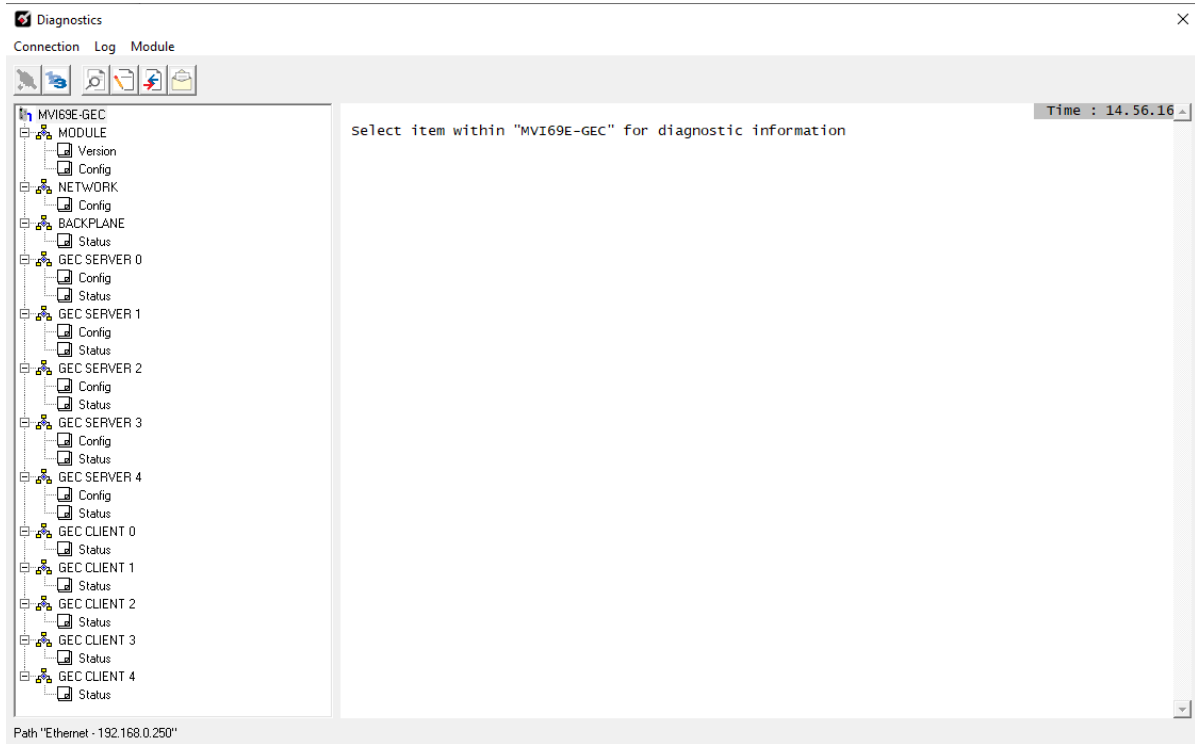 Diagnostics
Connection Log Module
MVI69E-GEC
MODULE
Version
Config
NETWORK
Config
BACKPLANE
Status
GEC SERVER 0
Config
Status
GEC SERVER 1
Config
Status
GEC SERVER 2
Config
Status
GEC SERVER 3
Config
Status
GEC SERVER 4
Config
Status
GEC CLIENT 0
Status
GEC CLIENT 1
Status
GEC CLIENT 2
Status
GEC CLIENT 3
Status
GEC CLIENT 4
Status
Time : 14.56.16
Select item within "MVI69E-GEC" for diagnostic information
Path "Ethernet - 192.168.0.250"